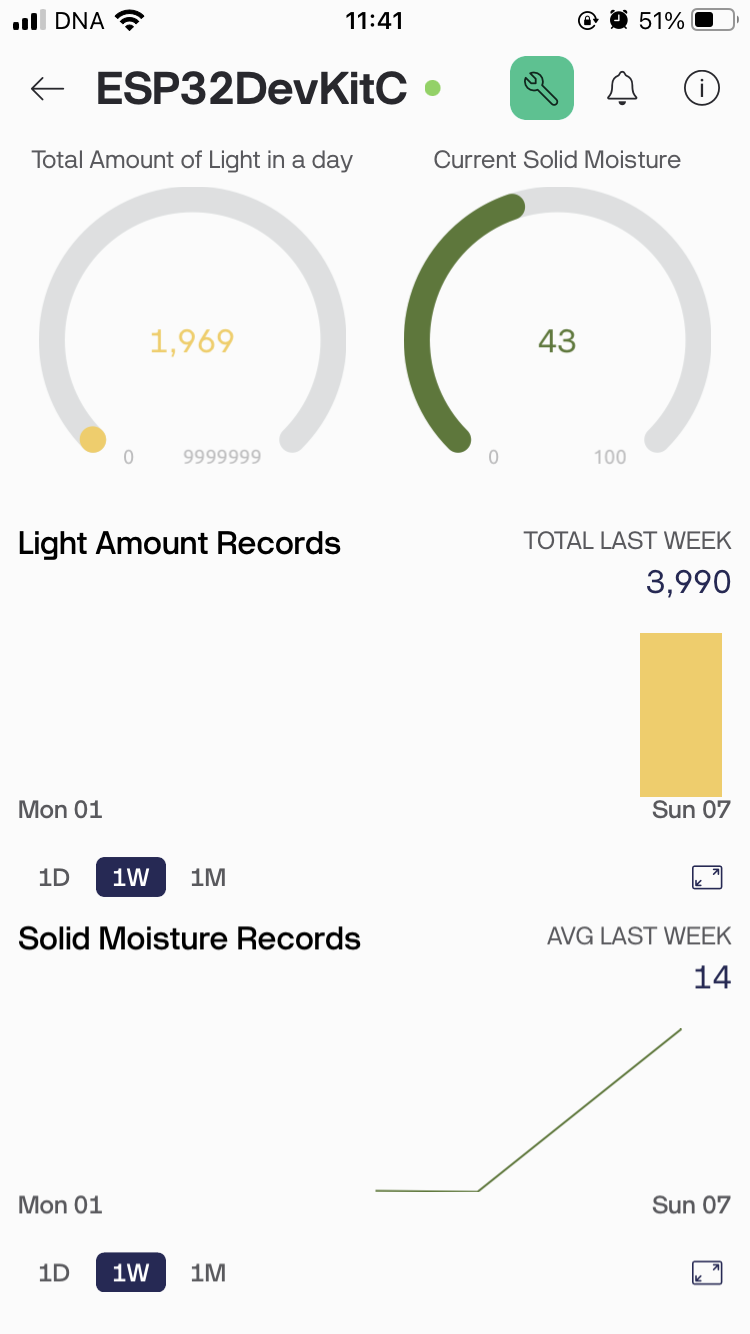 DNA 11:41 51%
ESP32DevKitC
Total Amount of Light in a day
Current Solid Moisture
1,969
43
0 9999999
0 100
Light Amount Records
TOTAL LAST WEEK
3,990
Mon 01 Sun 07
1D 1W 1M
Solid Moisture Records
AVG LAST WEEK
14
Mon 01 Sun 07
1D 1W 1M